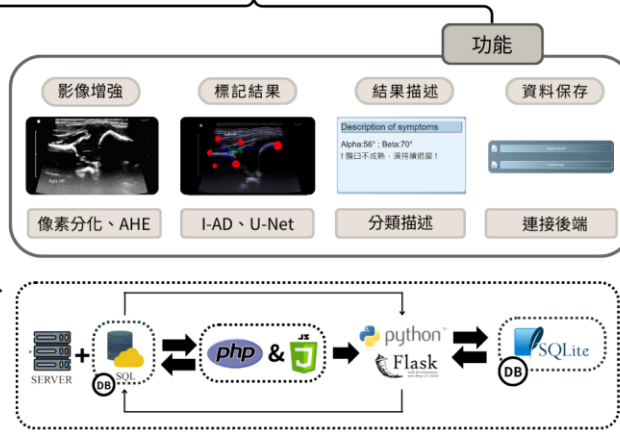 功能
影像增強
標記結果
結果描述
資料保存
Description of symptoms
Alpha:56° ; Beta:70°
!髖臼不成熟,須持續追蹤!
像素分化、AHE
I-AD、U-Net
分類描述
連接後端
SERVER
+
SQL
DB
php
&
JS
python
Flask
SQLite
DB